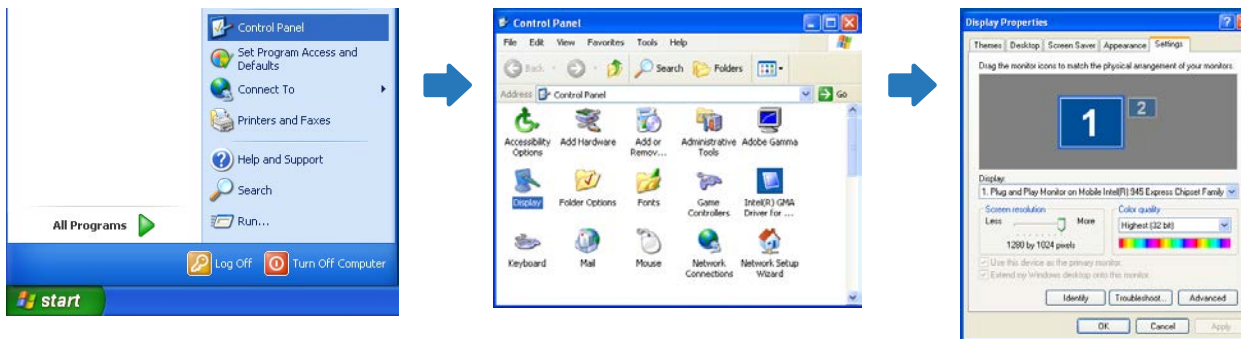 Control Panel
Set Program Access and
Defaults
Connect To
Printers and Faxes
Help and Support
Search
Run...
All Programs
Log Off
Turn Off Computer
start
Control Panel
File Edit View Favorites Tools Help
Back Search Folders
Address Control Panel Go
Accessibility Add Hardware Add or Administrative Adobe Gamma
Options Remov... Tools
Display Folder Options Fonts Game Intel(R) GMA
Controllers Driver for ...
Keyboard Mail Mouse Network Network Setup
Connections Wizard
Display Properties
Themes Desktop Screen Saver Appearance Settings
Drag the monitor icons to match the physical arrangement of your monitors.
1 2
Display:
1. Plug and Play Monitor on Mobile Intel(R) 945 Express Chipset Family
Screen resolution Color quality
Less More Highest (32 bit)
1280 by 1024 pixels
Use this device as the primary monitor.
Extend my Windows desktop onto this monitor.
Identify Troubleshoot... Advanced
OK Cancel Apply